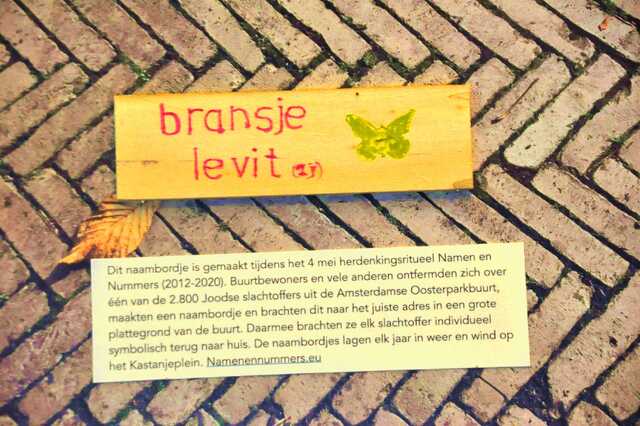 bransje
levit (27)
Dit naambordje is gemaakt tijdens het 4 mei herdenkingsritueel Namen en
Nummers (2012-2020). Buurtbewoners en vele anderen ontfermden zich over
één van de 2.800 Joodse slachtoffers uit de Amsterdamse Oosterparkbuurt,
maakten een naambordje en brachten dit naar het juiste adres in een grote
plattegrond van de buurt. Daarmee brachten ze elk slachtoffer individueel
symbolisch terug naar huis. De naambordjes lagen elk jaar in weer en wind op
het Kastanjeplein. Namenennummers.eu